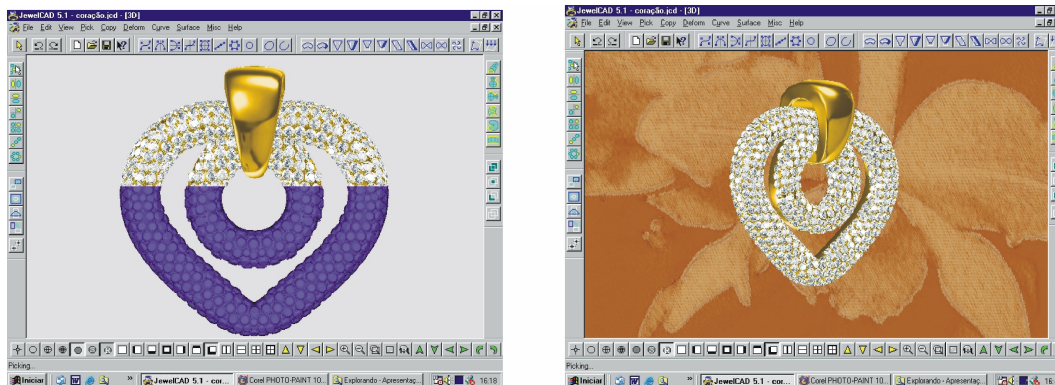 JewelCAD 5.1 - coração.jcd - [3D]
File Edit View Pick Copy Deform Curve Surface Misc Help
Picking...
Iniciar
JewelCAD 5.1 - cor...
Corel PHOTO-PAINT 10...
Explorando - Apresentaç...
16:18
JewelCAD 5.1 - coração.jcd - [3D]
File Edit View Pick Copy Deform Curve Surface Misc Help
Picking...
Iniciar
JewelCAD 5.1 - cor...
Corel PHOTO-PAINT 10...
Explorando - Apresentaç...
16